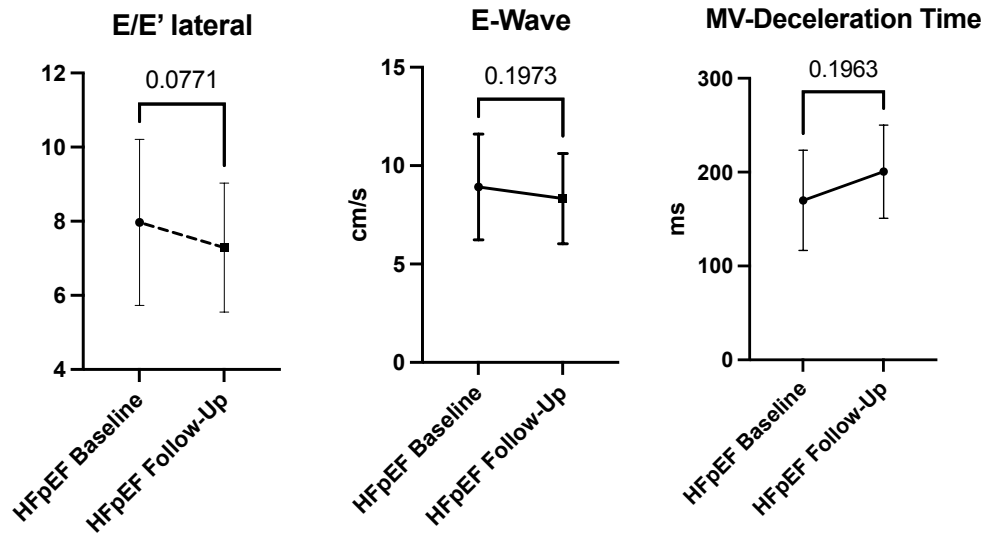 E/E’ lateral
0.0771
12
10
8
6
4
HFpEF Baseline
HFpEF Follow-Up
E-Wave
0.1973
15
10
5
0
cm/s
HFpEF Baseline
HFpEF Follow-Up
MV-Deceleration Time
0.1963
300
200
100
0
ms
HFpEF Baseline
HFpEF Follow-Up